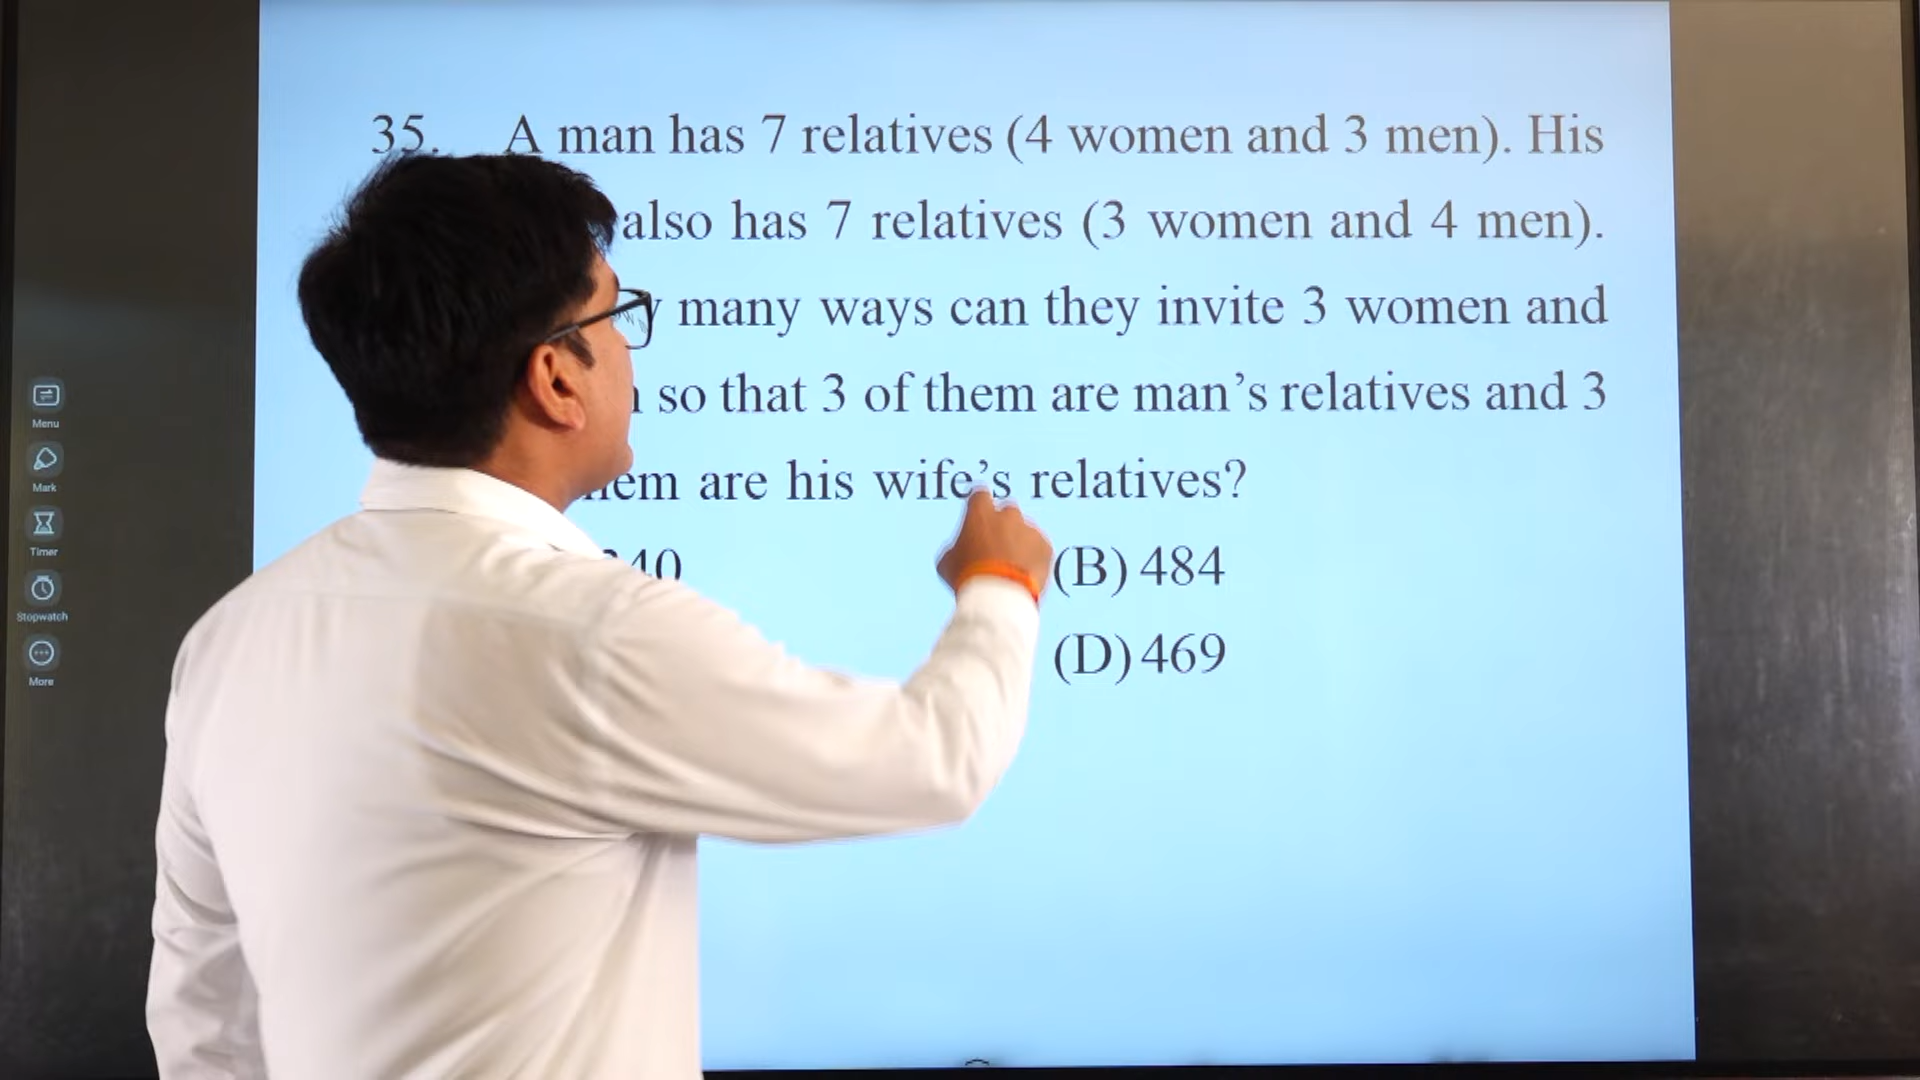 35. A man has 7 relatives (4 women and 3 men). His
also has 7 relatives (3 women and 4 men).
many ways can they invite 3 women and
so that 3 of them are man's relatives and 3
are his wife's relatives?
(B) 484
(D) 469
Menu
Mark
Timer
Stopwatch
More